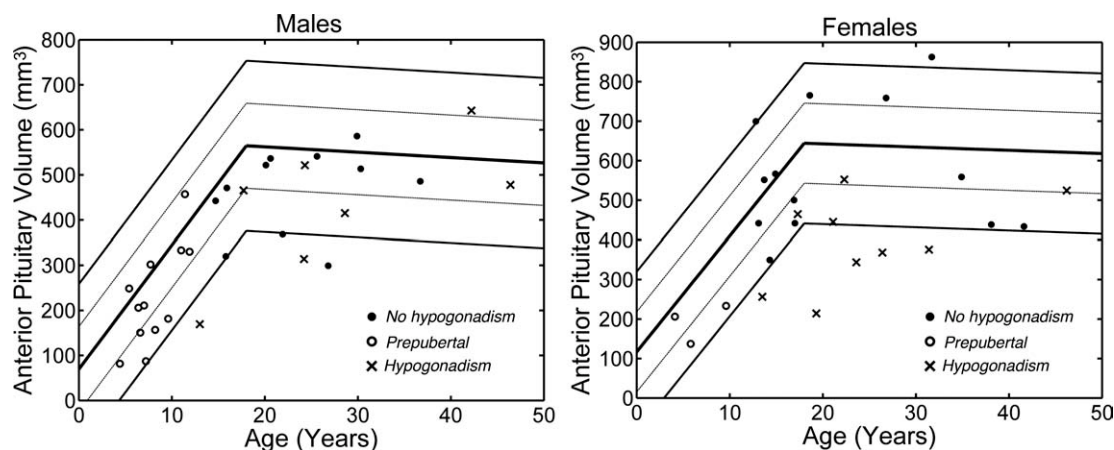 Males
Anterior Pituitary Volume (mm³)
800
700
600
500
400
300
200
100
0
0 10 20 30 40 50
Age (Years)
No hypogonadism
Prepubertal
Hypogonadism
Females
Anterior Pituitary Volume (mm³)
900
800
700
600
500
400
300
200
100
0
0 10 20 30 40 50
Age (Years)
No hypogonadism
Prepubertal
Hypogonadism